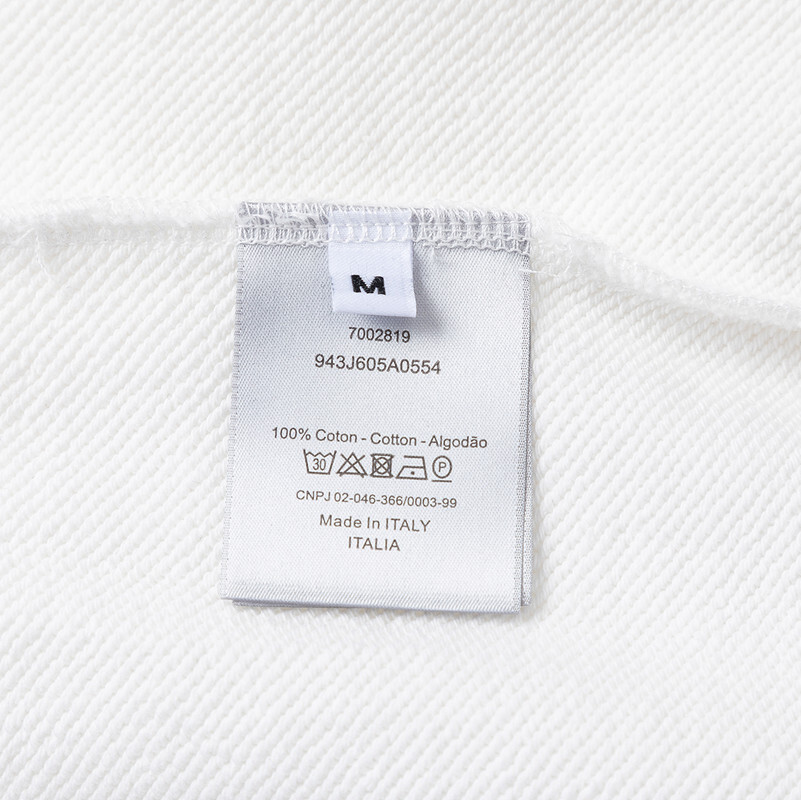 M
7002819
943J605A0554
100% Coton - Cotton - Algodão
30 P
CNPJ 02-046-366/0003-99
Made In ITALY
ITALIA